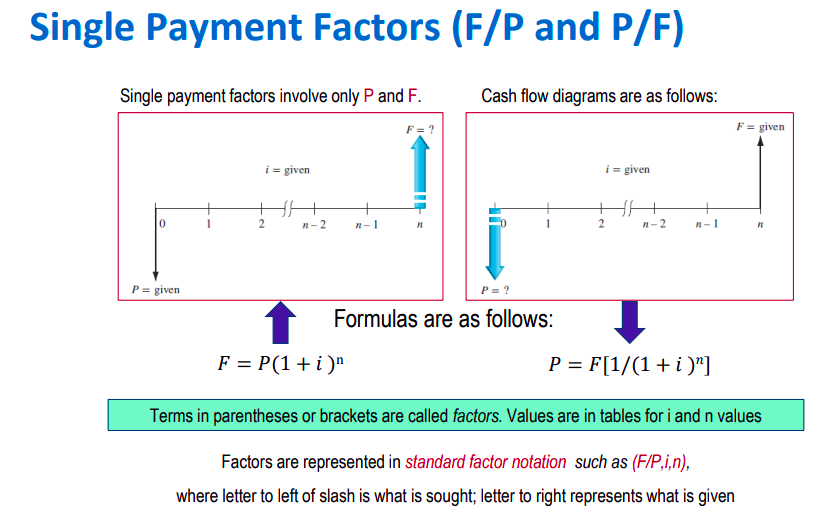 Single Payment Factors (F/P and P/F)
Single payment factors involve only P and F.
Cash flow diagrams are as follows:
F = ?
i = given
0 1 2 n – 2 n – 1 n
P = given
F = given
i = given
0 1 2 n – 2 n – 1 n
P = ?
Formulas are as follows:
F = P(1 + i )ⁿ
P = F[1/(1 + i )ⁿ]
Terms in parentheses or brackets are called factors. Values are in tables for i and n values
Factors are represented in standard factor notation such as (F/P,i,n),
where letter to left of slash is what is sought; letter to right represents what is given